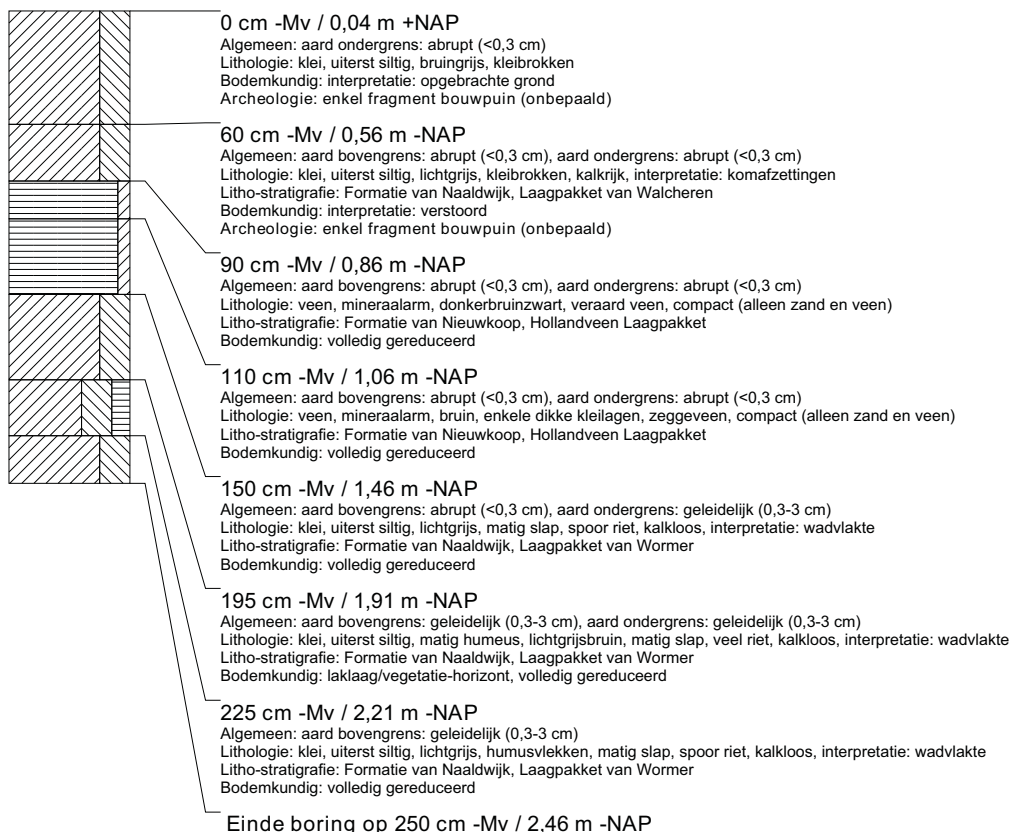 0 cm -Mv / 0,04 m +NAP
Algemeen: aard ondergrens: abrupt (<0,3 cm)
Lithologie: klei, uiterst siltig, bruingrijs, kleibrokken
Bodemkundig: interpretatie: opgebrachte grond
Archeologie: enkel fragment bouwpuin (onbepaald)
60 cm -Mv / 0,56 m -NAP
Algemeen: aard bovengrens: abrupt (<0,3 cm), aard ondergrens: abrupt (<0,3 cm)
Lithologie: klei, uiterst siltig, lichtgrijs, kleibrokken, kalkrijk, interpretatie: komafzettingen
Litho-stratigrafie: Formatie van Naaldwijk, Laagpakket van Walcheren
Bodemkundig: interpretatie: verstoord
Archeologie: enkel fragment bouwpuin (onbepaald)
90 cm -Mv / 0,86 m -NAP
Algemeen: aard bovengrens: abrupt (<0,3 cm), aard ondergrens: abrupt (<0,3 cm)
Lithologie: veen, mineraalarm, donkerbruinzwart, veraard veen, compact (alleen zand en veen)
Litho-stratigrafie: Formatie van Nieuwkoop, Hollandveen Laagpakket
Bodemkundig: volledig gereduceerd
110 cm -Mv / 1,06 m -NAP
Algemeen: aard bovengrens: abrupt (<0,3 cm), aard ondergrens: abrupt (<0,3 cm)
Lithologie: veen, mineraalarm, bruin, enkele dikke kleilagen, zeggeveen, compact (alleen zand en veen)
Litho-stratigrafie: Formatie van Nieuwkoop, Hollandveen Laagpakket
Bodemkundig: volledig gereduceerd
150 cm -Mv / 1,46 m -NAP
Algemeen: aard bovengrens: abrupt (<0,3 cm), aard ondergrens: geleidelijk (0,3-3 cm)
Lithologie: klei, uiterst siltig, lichtgrijs, matig slap, spoor riet, kalkloos, interpretatie: wadvlakte
Litho-stratigrafie: Formatie van Naaldwijk, Laagpakket van Wormer
Bodemkundig: volledig gereduceerd
195 cm -Mv / 1,91 m -NAP
Algemeen: aard bovengrens: geleidelijk (0,3-3 cm), aard ondergrens: geleidelijk (0,3-3 cm)
Lithologie: klei, uiterst siltig, matig humeus, lichtgrijsbruin, matig slap, veel riet, kalkloos, interpretatie: wadvlakte
Litho-stratigrafie: Formatie van Naaldwijk, Laagpakket van Wormer
Bodemkundig: laklaag/vegetatie-horizont, volledig gereduceerd
225 cm -Mv / 2,21 m -NAP
Algemeen: aard bovengrens: geleidelijk (0,3-3 cm)
Lithologie: klei, uiterst siltig, lichtgrijs, humusvlekken, matig slap, spoor riet, kalkloos, interpretatie: wadvlakte
Litho-stratigrafie: Formatie van Naaldwijk, Laagpakket van Wormer
Bodemkundig: volledig gereduceerd
Einde boring op 250 cm -Mv / 2,46 m -NAP